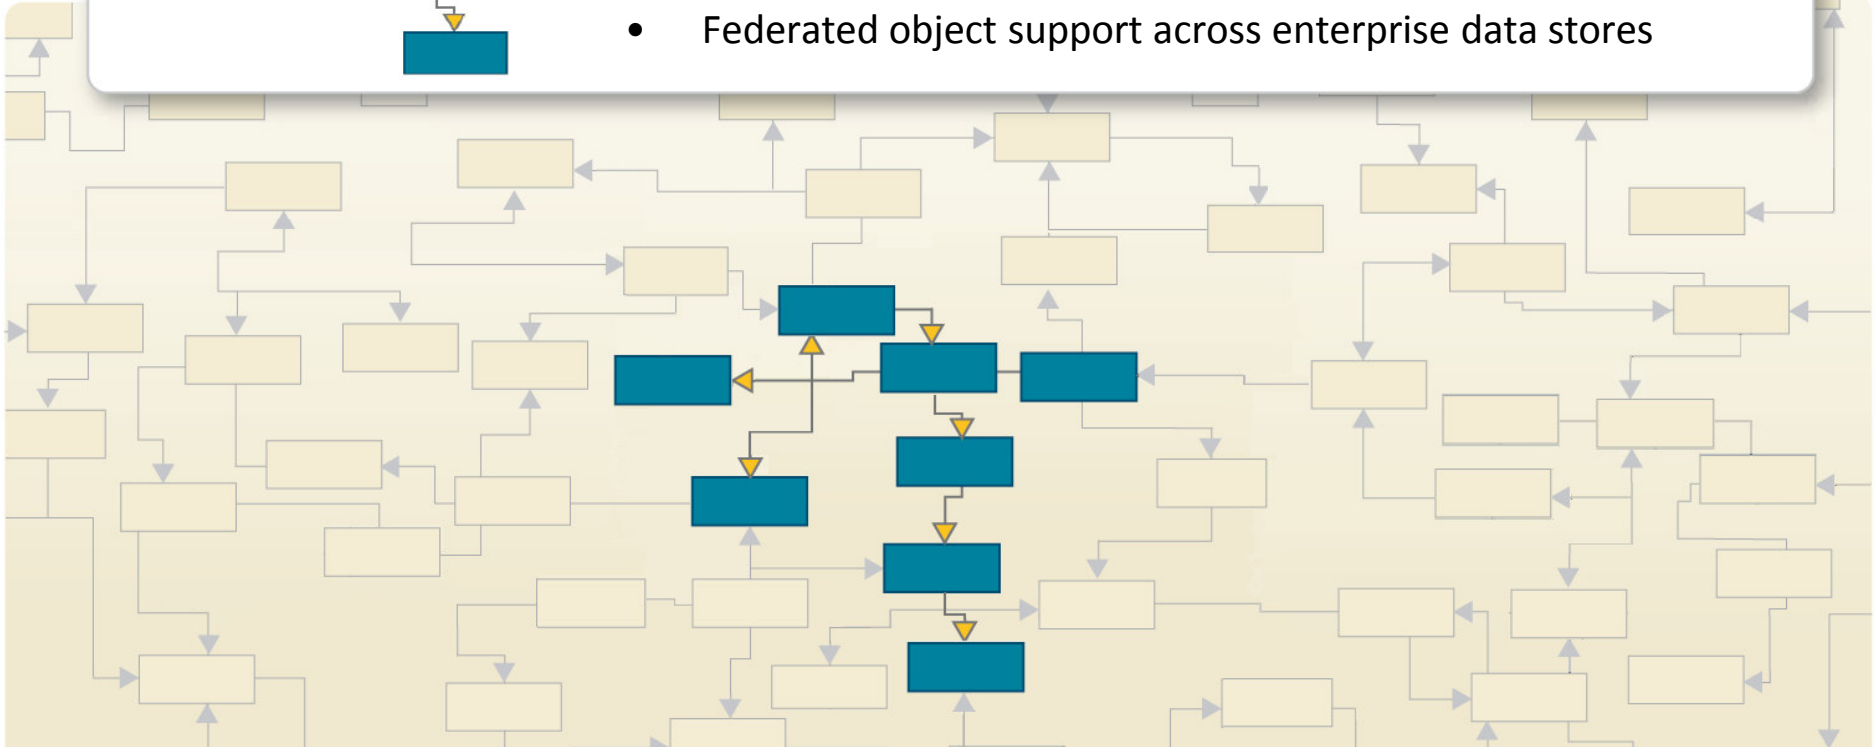 • Federated object support across enterprise data stores